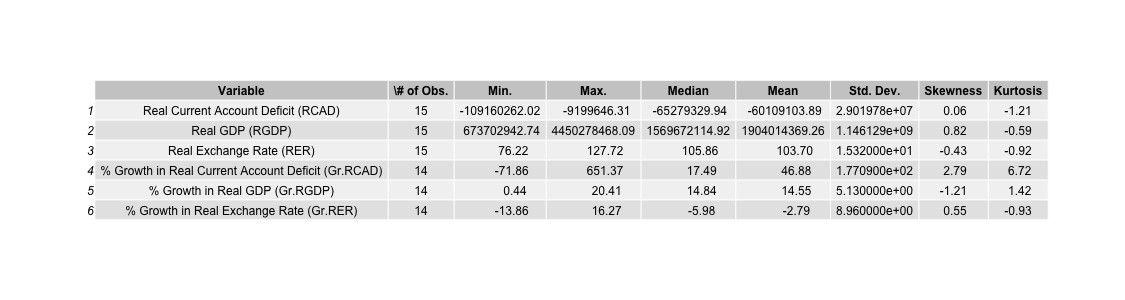 Variable \# of Obs. Min. Max. Median Mean Std. Dev. Skewness Kurtosis
1 Real Current Account Deficit (RCAD) 15 -109160262.02 -9199646.31 -65279329.94 -60109103.89 2.901978e+07 0.06 -1.21
2 Real GDP (RGDP) 15 673702942.74 4450278468.09 1569672114.92 1904014369.26 1.146129e+09 0.82 -0.59
3 Real Exchange Rate (RER) 15 76.22 127.72 105.86 103.70 1.532000e+01 -0.43 -0.92
4 % Growth in Real Current Account Deficit (Gr.RCAD) 14 -71.86 651.37 17.49 46.88 1.770900e+02 2.79 6.72
5 % Growth in Real GDP (Gr.RGDP) 14 0.44 20.41 14.84 14.55 5.130000e+00 -1.21 1.42
6 % Growth in Real Exchange Rate (Gr.RER) 14 -13.86 16.27 -5.98 -2.79 8.960000e+00 0.55 -0.93